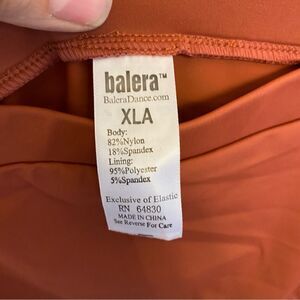 balera™
BaleraDance.com
XLA
Body:
82%Nylon
18%Spandex
Lining:
95%Polyester
5%Spandex
Exclusive of Elastic
RN 64830
MADE IN CHINA
See Reverse For Care